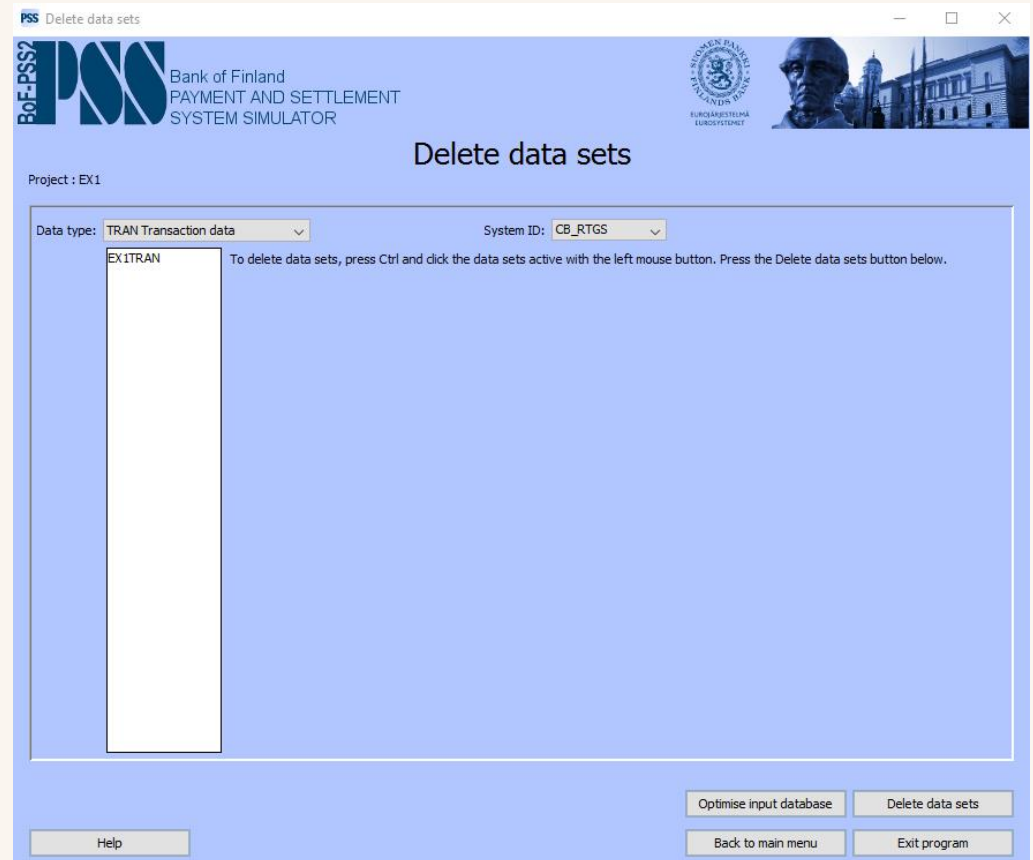 PSS Delete data sets
BoF-PSS2
PSS
Bank of Finland
PAYMENT AND SETTLEMENT
SYSTEM SIMULATOR
SUOMEN PANKKI
FINLANDS BANK
EUROJÄRJESTELMÄ
EUROSYSTEMET
Delete data sets
Project : EX1
Data type: TRAN Transaction data System ID: CB_RTGS
EX1TRAN To delete data sets, press Ctrl and click the data sets active with the left mouse button. Press the Delete data sets button below.
Optimise input database Delete data sets
Help Back to main menu Exit program